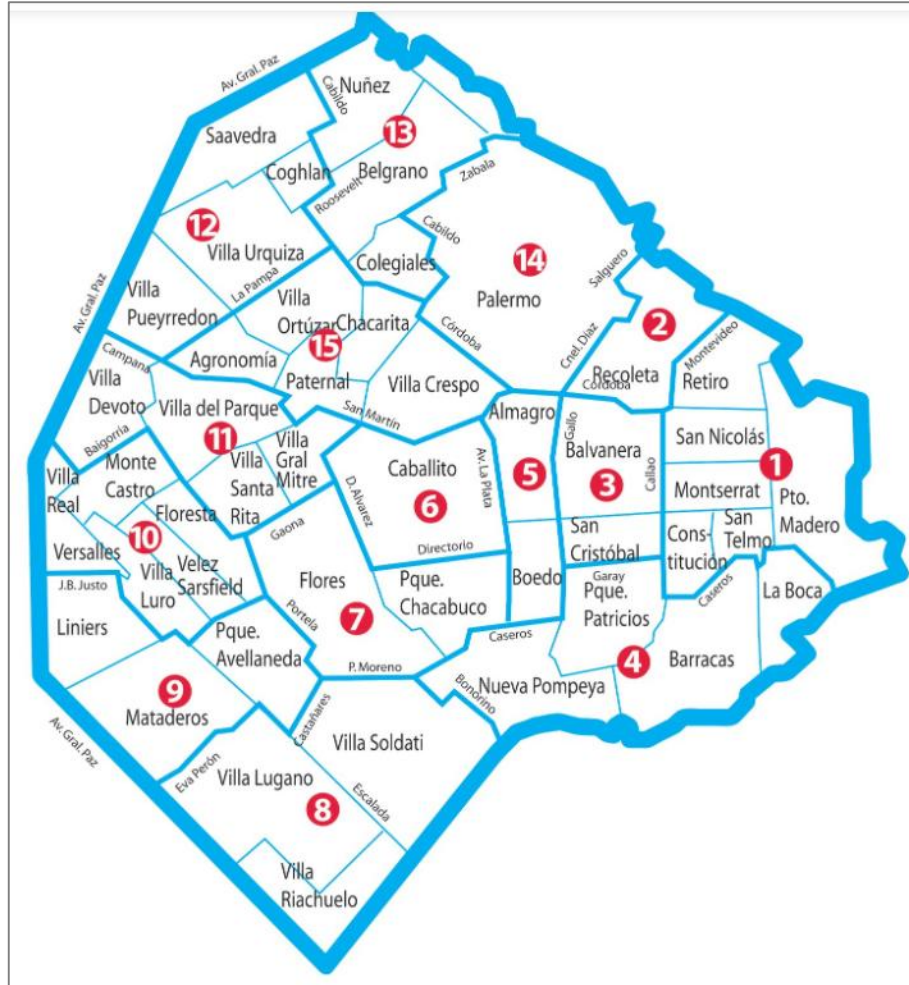 Av. Gral. Paz
Cabildo
Nuñez
13
Saavedra
Coghlan
Roosevelt
Belgrano
Zabala
12
Villa Urquiza
La Pampa
Cabildo
Colegiales
14
Palermo
Salguero
Av. Gral. Paz
Villa
Pueyrredon
Villa
Ortúzar
Chacarita
15
Córdoba
Cnel. Díaz
2
Recoleta
Montevideo
Retiro
Campana
Agronomía
Paternal
Villa Crespo
Córdoba
Villa
Devoto
Villa del Parque
San Martín
Almagro
Gallo
Baigorría
11
Villa
Gral
Mitre
Caballito
6
Av. La Plata
5
Balvanera
3
Callao
San Nicolás
1
Villa
Real
Monte
Castro
Villa
Santa
Rita
D. Alvarez
Montserrat
Pto.
Madero
10
Floresta
Gaona
Directorio
San
Cristóbal
Cons-
titución
San
Telmo
Versalles
Villa
Luro
Velez
Sarsfield
Flores
7
Pque.
Chacabuco
Boedo
Garay
Pque.
Patricios
Caseros
La Boca
J.B. Justo
Liniers
Pque.
Avellaneda
Portela
P. Moreno
Caseros
4
Barracas
9
Mataderos
Bonorino
Nueva Pompeya
Castañares
Villa Soldati
Av. Gral. Paz
Eva Perón
Villa Lugano
8
Escalada
Villa
Riachuelo